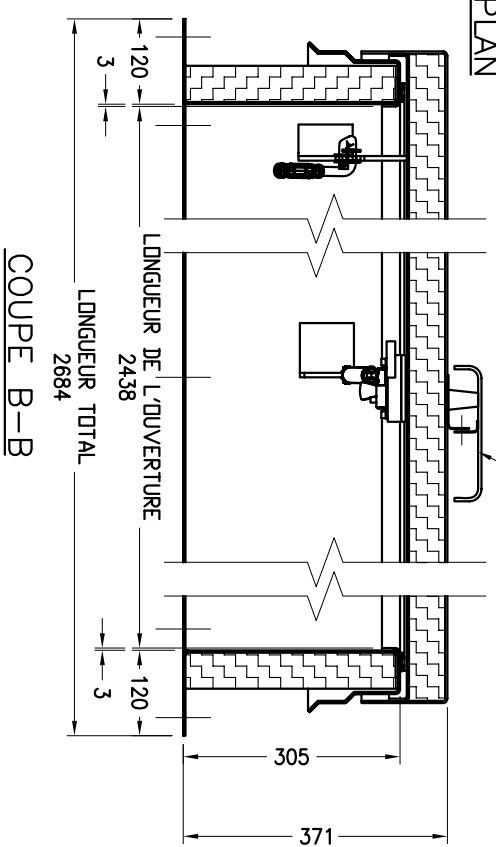 PLAN
120
3
LONGUEUR DE L'OUVERTURE
2438
LONGUEUR TOTAL
2684
3
120
305
371
COUPE B-B